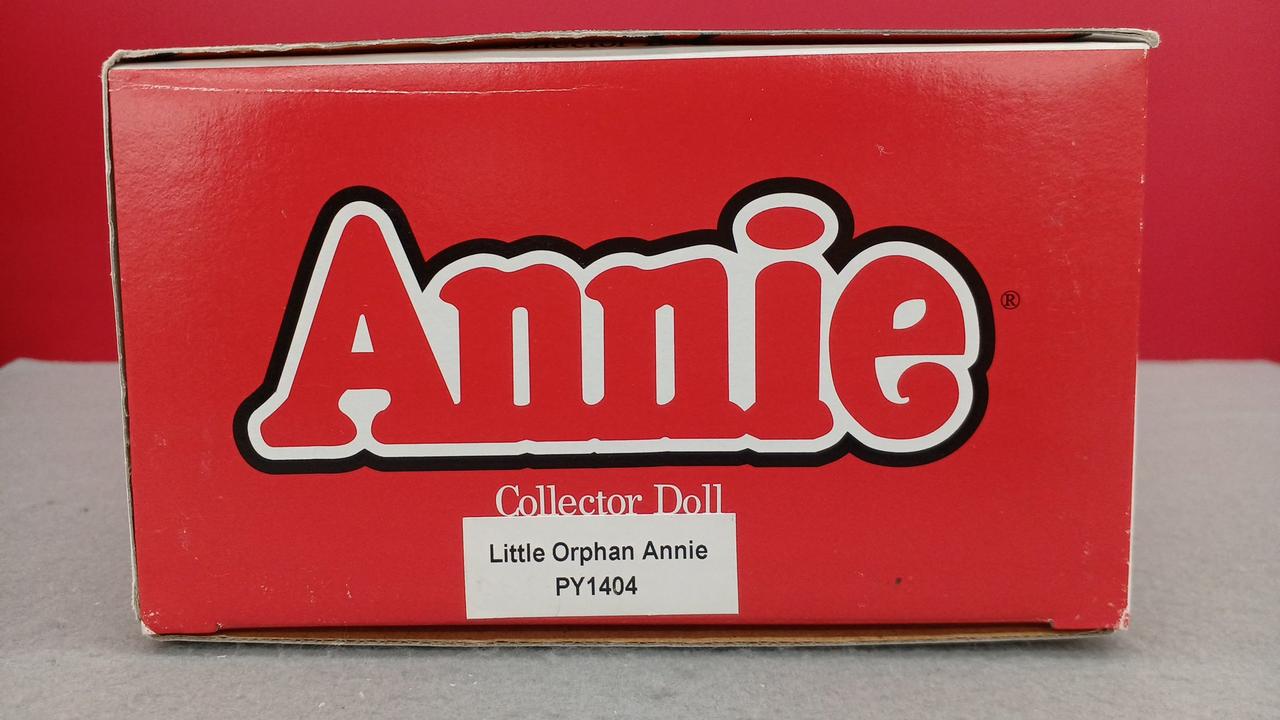 Annie ®
Collector Doll
Little Orphan Annie
PY1404